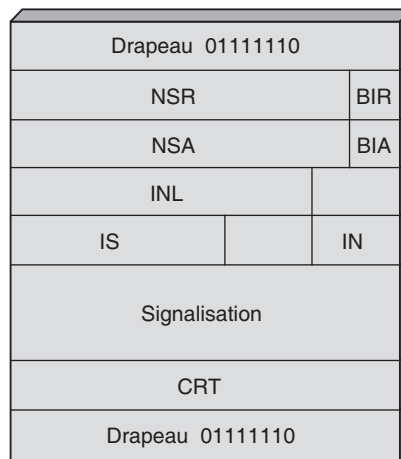 Drapeau 01111110
NSR BIR
NSA BIA
INL
IS IN
Signalisation
CRT
Drapeau 01111110